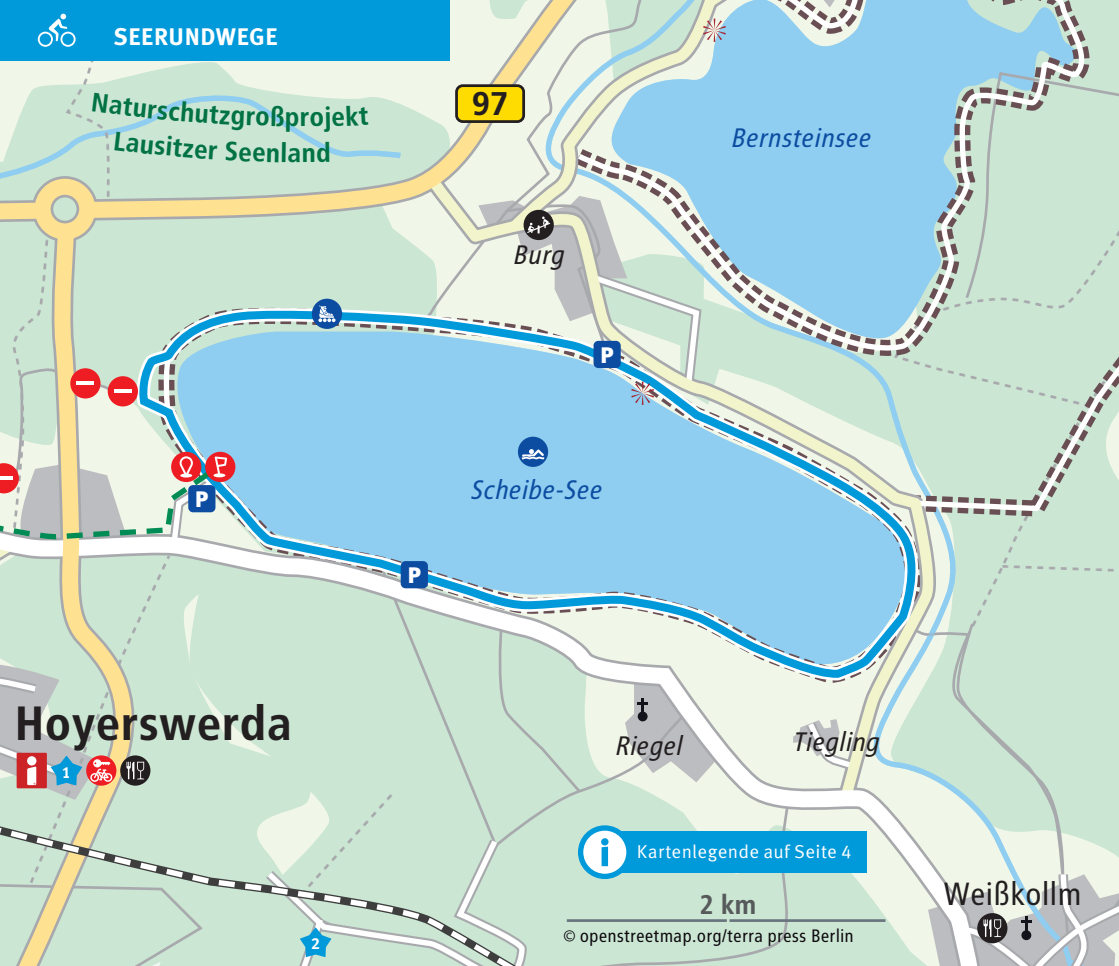 SEERUNDWEGE
Naturschutzgroßprojekt
Lausitzer Seenland
97
Bernsteinsee
Burg
P
Scheibe-See
P
P
Hoyerswerda
i
1
Riegel
Tiegling
i Kartenlegende auf Seite 4
Weißkollm
2 km
© openstreetmap.org/terra press Berlin
2